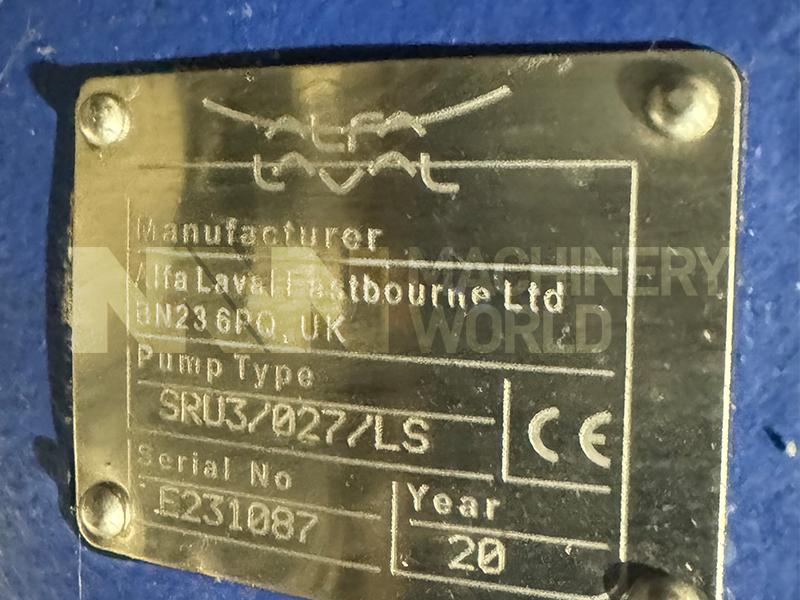 ALFA
LAVAL
Manufacturer
Alfa Laval Eastbourne Ltd
BN23 6PQ, UK
Pump Type
SRU3/027/LS
CE
Serial No
E231087
Year
20
MACHINERY
WORLD